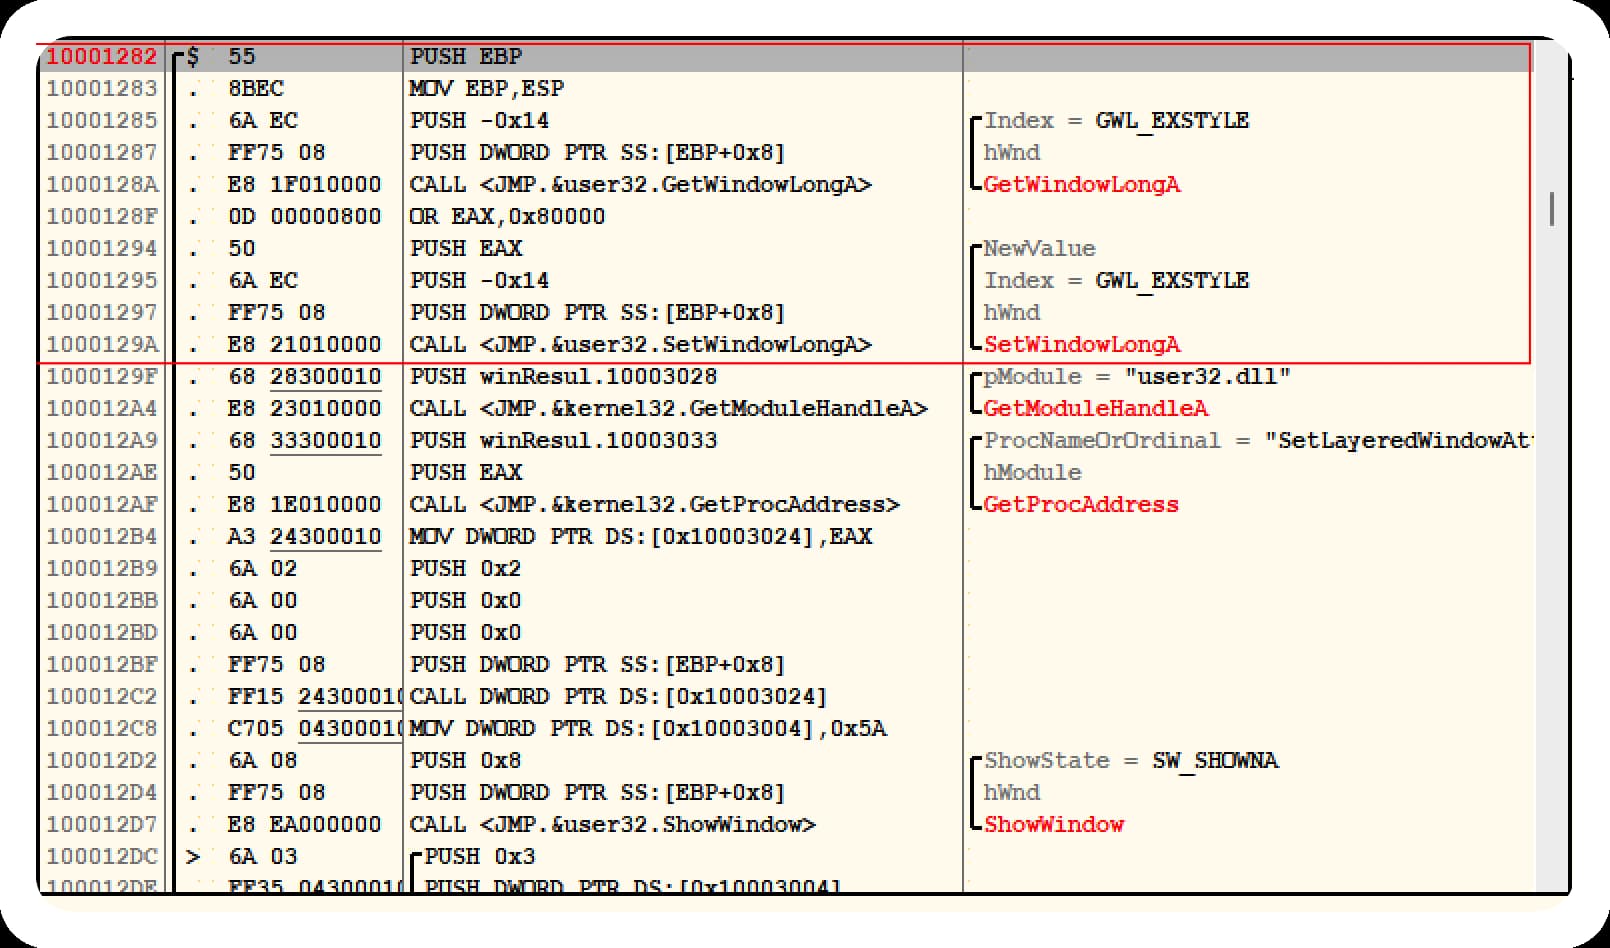 10001282 $ 55 PUSH EBP
10001283 . 8BEC MOV EBP,ESP
10001285 . 6A EC PUSH -0x14 Index = GWL_EXSTYLE
10001287 . FF75 08 PUSH DWORD PTR SS:[EBP+0x8] hWnd
1000128A . E8 1F010000 CALL <JMP.&user32.GetWindowLongA> GetWindowLongA
1000128F . 0D 00000800 OR EAX,0x80000
10001294 . 50 PUSH EAX NewValue
10001295 . 6A EC PUSH -0x14 Index = GWL_EXSTYLE
10001297 . FF75 08 PUSH DWORD PTR SS:[EBP+0x8] hWnd
1000129A . E8 21010000 CALL <JMP.&user32.SetWindowLongA> SetWindowLongA
1000129F . 68 28300010 PUSH winResul.10003028 pModule = "user32.dll"
100012A4 . E8 23010000 CALL <JMP.&kernel32.GetModuleHandleA> GetModuleHandleA
100012A9 . 68 33300010 PUSH winResul.10003033 ProcNameOrOrdinal = "SetLayeredWindowAtt
100012AE . 50 PUSH EAX hModule
100012AF . E8 1E010000 CALL <JMP.&kernel32.GetProcAddress> GetProcAddress
100012B4 . A3 24300010 MOV DWORD PTR DS:[0x10003024],EAX
100012B9 . 6A 02 PUSH 0x2
100012BB . 6A 00 PUSH 0x0
100012BD . 6A 00 PUSH 0x0
100012BF . FF75 08 PUSH DWORD PTR SS:[EBP+0x8]
100012C2 . FF15 24300010 CALL DWORD PTR DS:[0x10003024]
100012C8 . C705 04300010 MOV DWORD PTR DS:[0x10003004],0x5A
100012D2 . 6A 08 PUSH 0x8 ShowState = SW_SHOWNA
100012D4 . FF75 08 PUSH DWORD PTR SS:[EBP+0x8] hWnd
100012D7 . E8 EA000000 CALL <JMP.&user32.ShowWindow> ShowWindow
100012DC > 6A 03 PUSH 0x3
100012DE . FF35 04300010 PUSH DWORD PTR DS:[0x10003004]